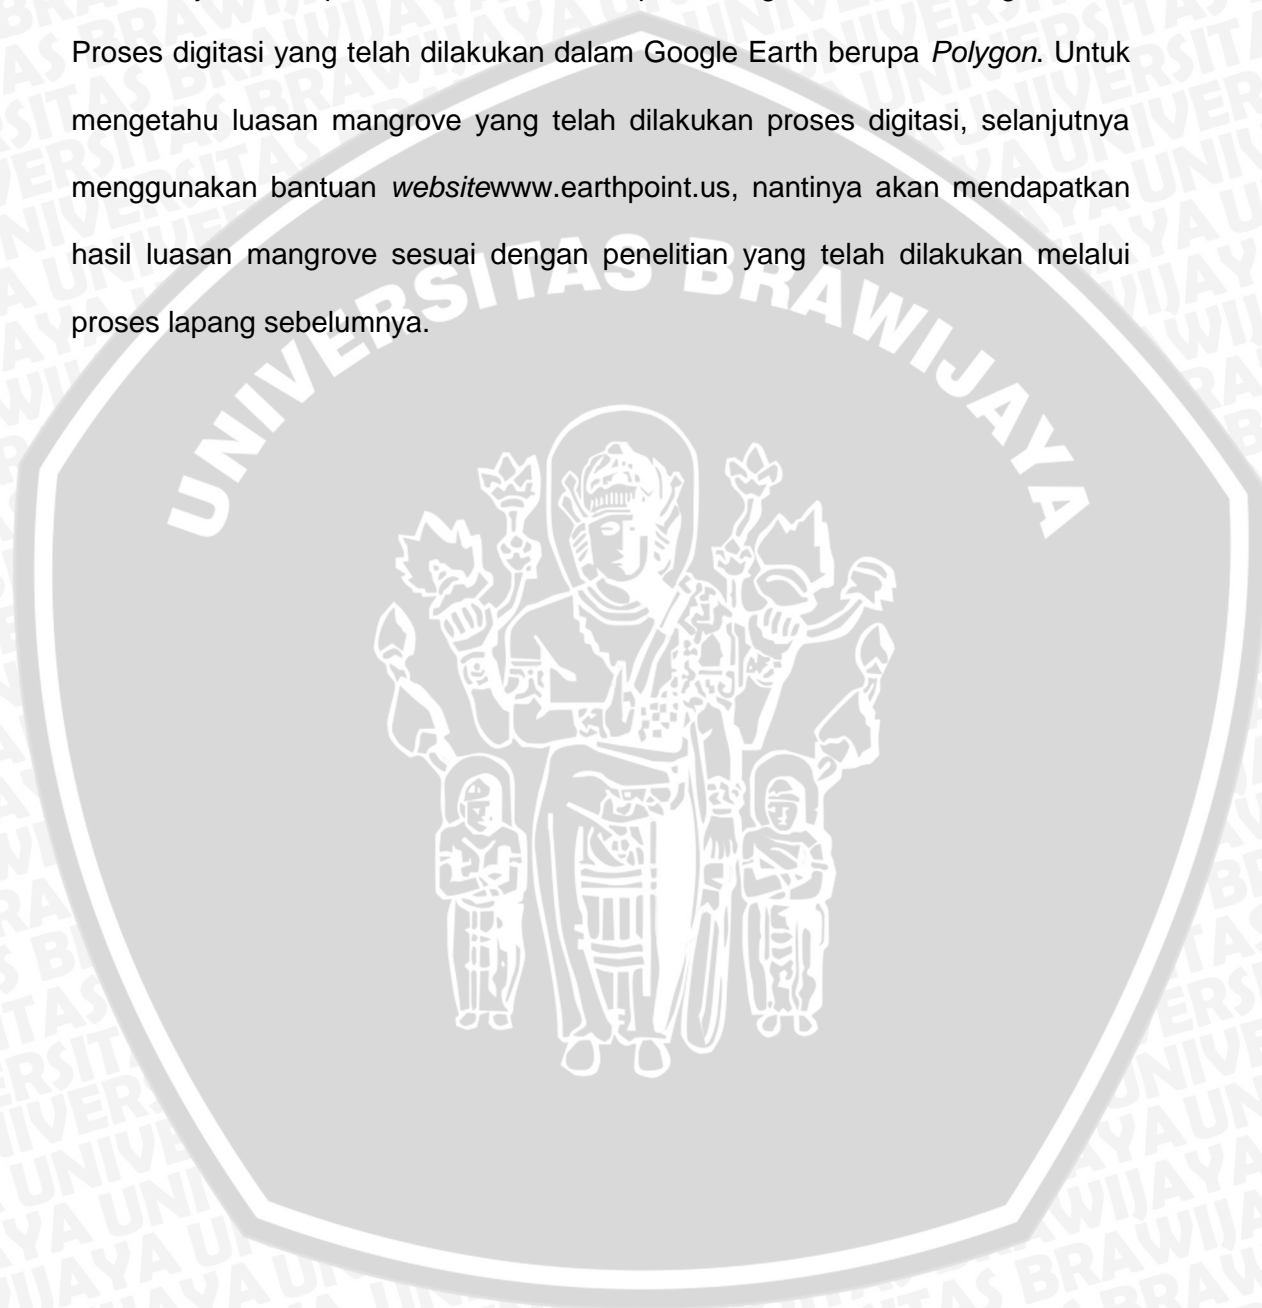 Proses digitasi yang telah dilakukan dalam Google Earth berupa Polygon. Untuk
mengetahu luasan mangrove yang telah dilakukan proses digitasi, selanjutnya
menggunakan bantuan websitewww.earthpoint.us, nantinya akan mendapatkan
hasil luasan mangrove sesuai dengan penelitian yang telah dilakukan melalui
proses lapang sebelumnya.
UNIVERSITAS BRAWIJAYA